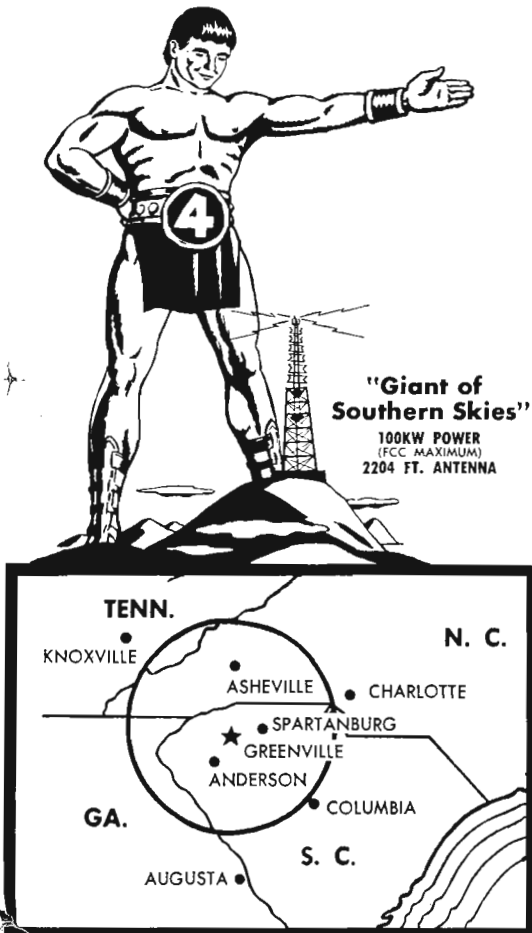 4
"Giant of
Southern Skies"
100KW POWER
(FCC MAXIMUM)
2204 FT. ANTENNA
TENN.
N. C.
KNOXVILLE
ASHEVILLE
CHARLOTTE
SPARTANBURG
GREENVILLE
ANDERSON
COLUMBIA
GA.
S. C.
AUGUSTA